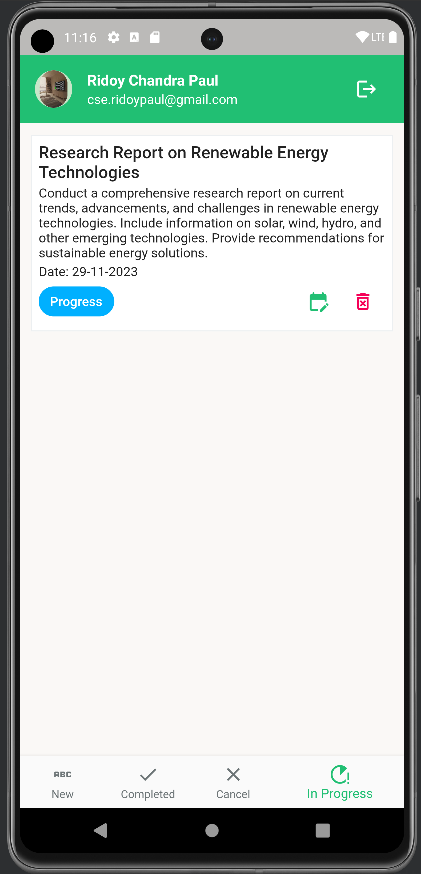 11:16
LTE
Ridoy Chandra Paul
cse.ridoypaul@gmail.com
Research Report on Renewable Energy
Technologies
Conduct a comprehensive research report on current
trends, advancements, and challenges in renewable energy
technologies. Include information on solar, wind, hydro, and
other emerging technologies. Provide recommendations for
sustainable energy solutions.
Date: 29-11-2023
Progress
ABC
New
Completed
Cancel
In Progress